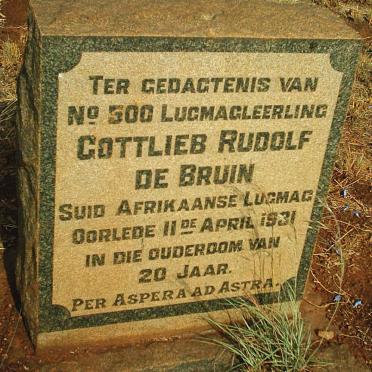 TER GEDAGTENIS VAN
No 500 LUGMAGLEERLING
GOTTLIEB RUDOLF
DE BRUIN
SUID AFRIKAANSE LUGMAG
OORLEDE 11DE APRIL 1931
IN DIE OUDERDOM VAN
20 JAAR.
PER ASPERA AD ASTRA.